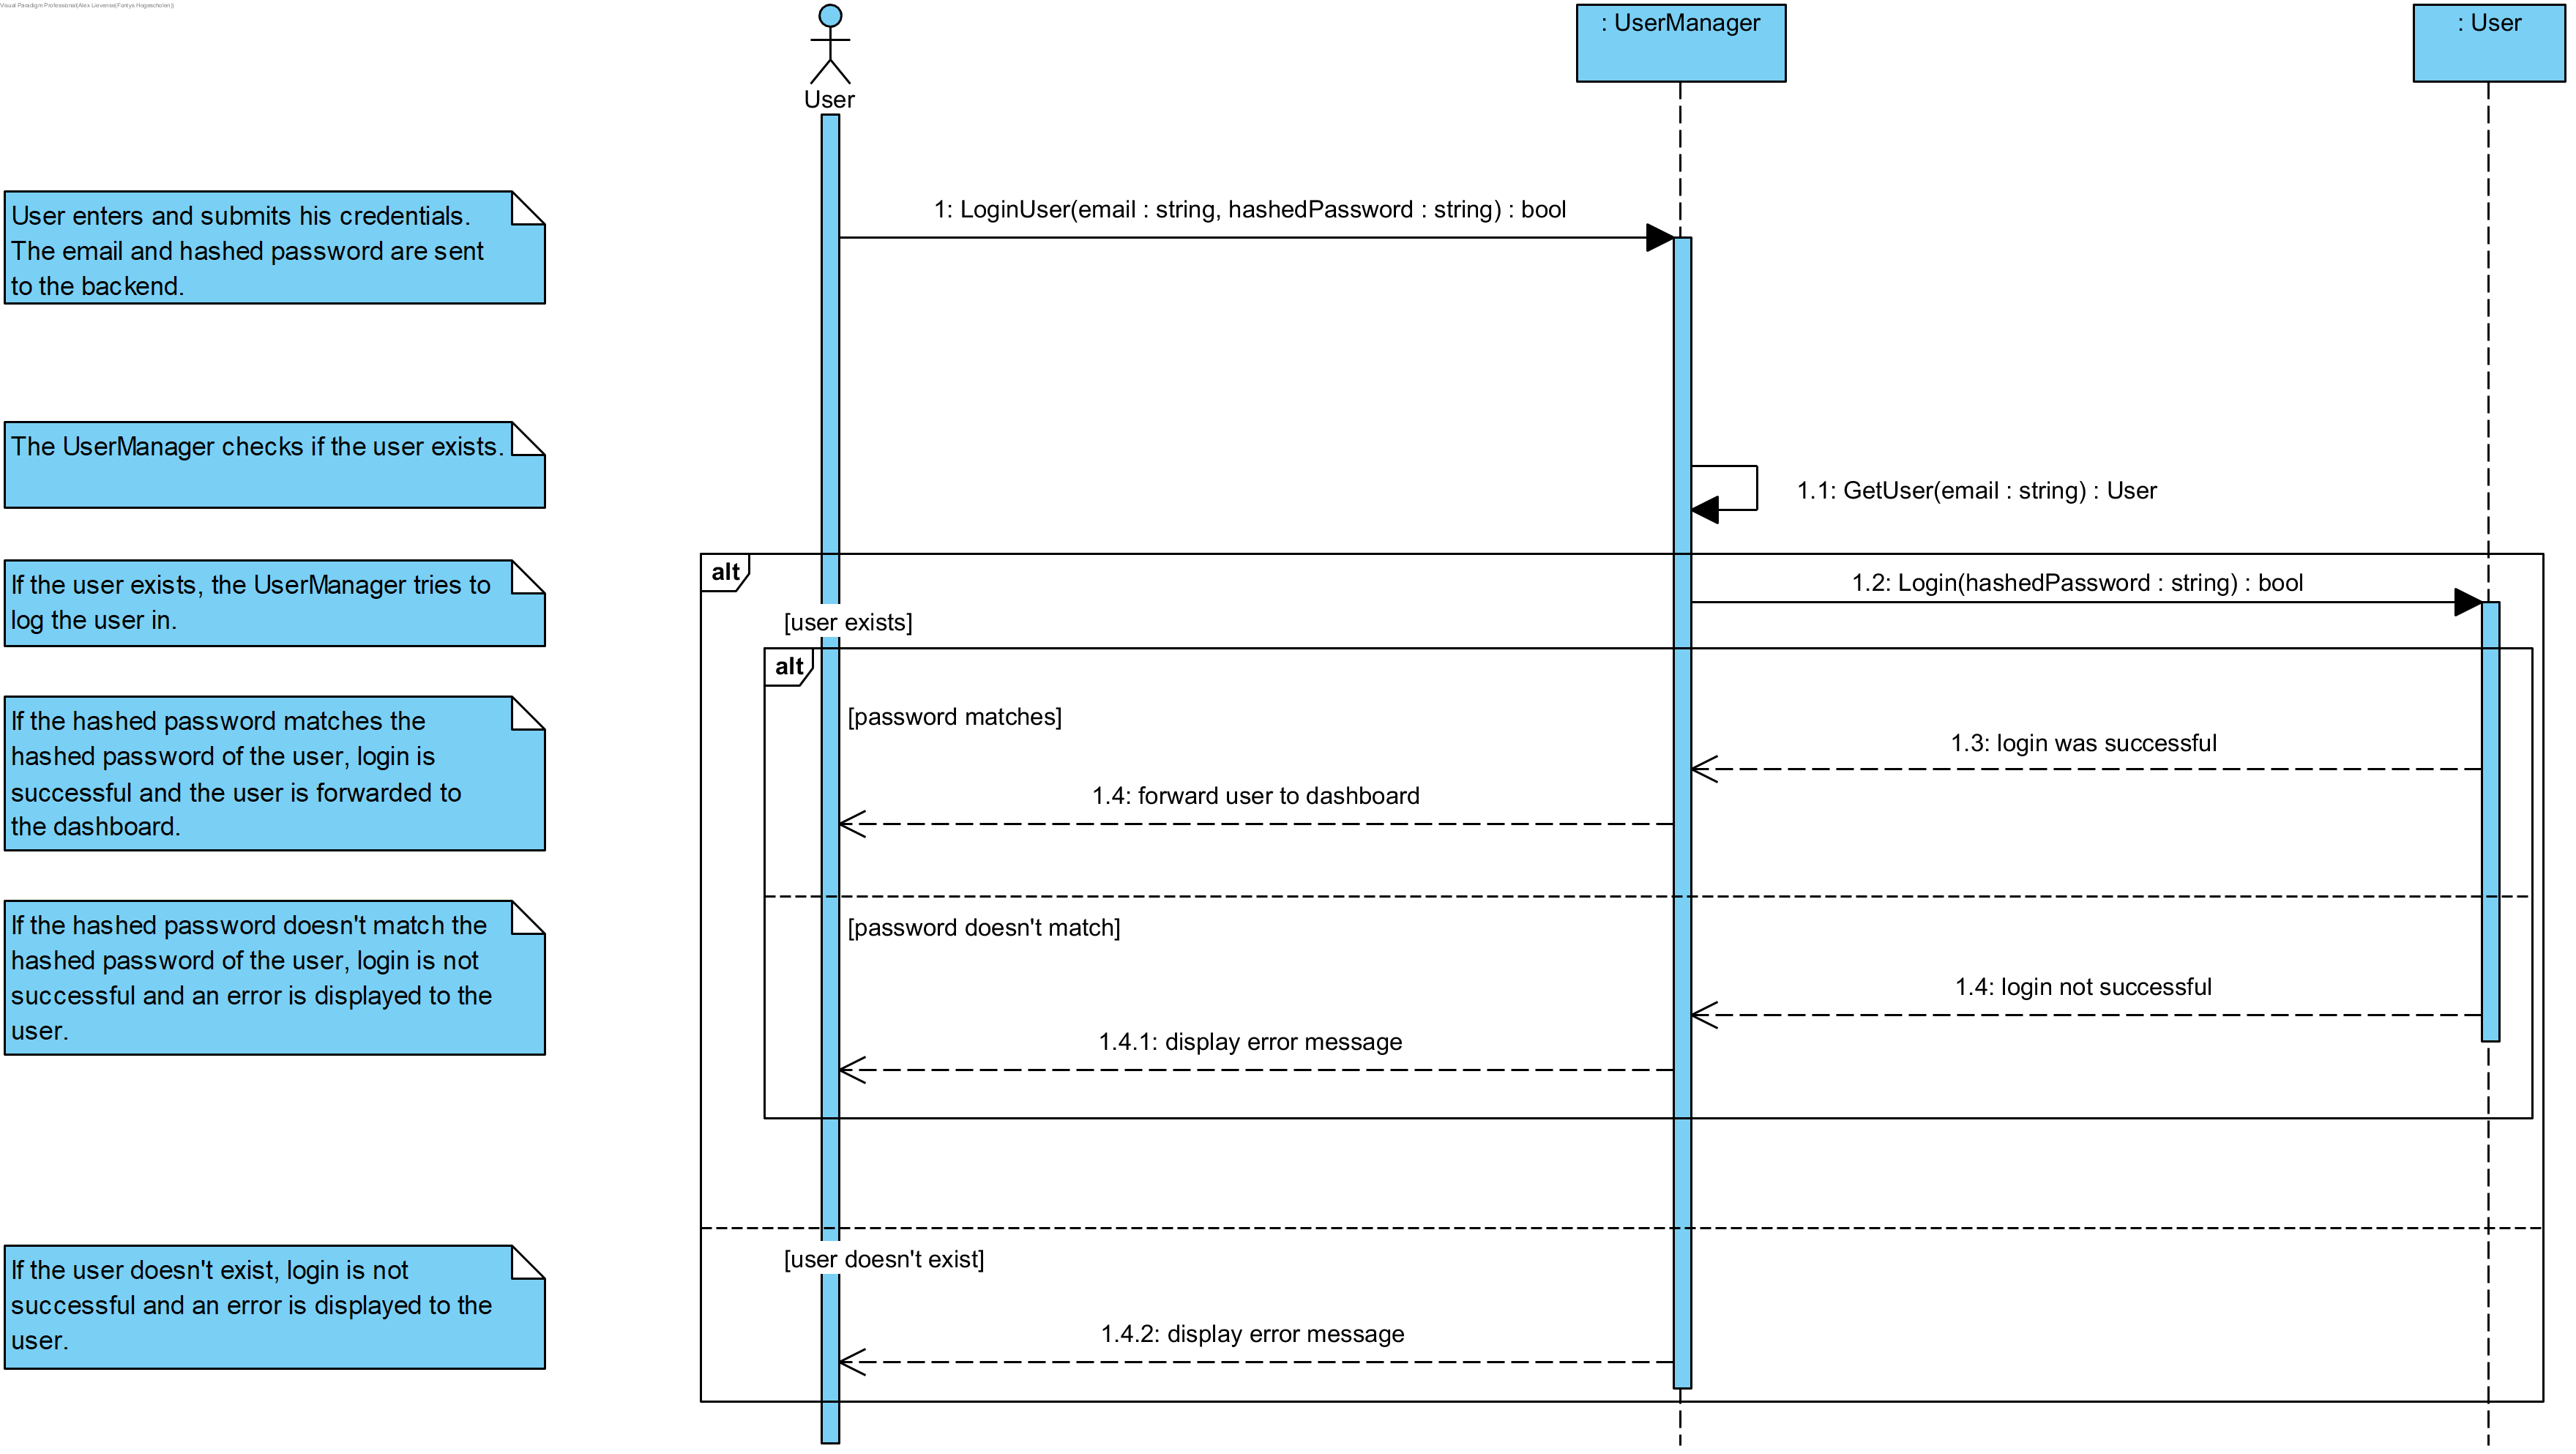 Visual Paradigm Professional(Alex Lievense(Fontys Hogescholen))
User
: UserManager
: User
User enters and submits his credentials.
The email and hashed password are sent
to the backend.
1: LoginUser(email : string, hashedPassword : string) : bool
The UserManager checks if the user exists.
1.1: GetUser(email : string) : User
alt
If the user exists, the UserManager tries to
log the user in.
1.2: Login(hashedPassword : string) : bool
[user exists]
alt
If the hashed password matches the
hashed password of the user, login is
successful and the user is forwarded to
the dashboard.
[password matches]
1.3: login was successful
1.4: forward user to dashboard
If the hashed password doesn't match the
hashed password of the user, login is not
successful and an error is displayed to the
user.
[password doesn't match]
1.4: login not successful
1.4.1: display error message
If the user doesn't exist, login is not
successful and an error is displayed to the
user.
[user doesn't exist]
1.4.2: display error message